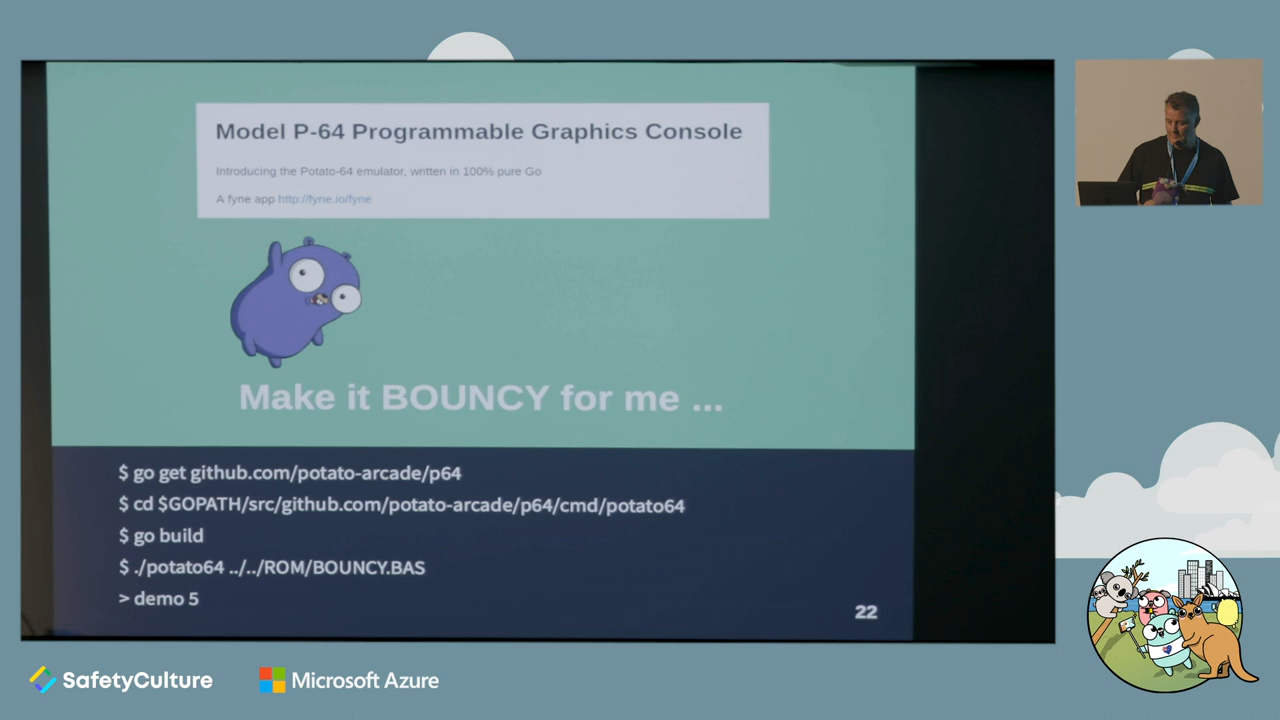 Model P-64 Programmable Graphics Console
Introducing the Potato-64 emulator, written in 100% pure Go
A fyne app http://fyne.io/fyne
Make it BOUNCY for me ...
$ go get github.com/potato-arcade/p64
$ cd $GOPATH/src/github.com/potato-arcade/p64/cmd/potato64
$ go build
$ ./potato64 ../../ROM/BOUNCY.BAS
> demo 5
22
SafetyCulture
Microsoft Azure